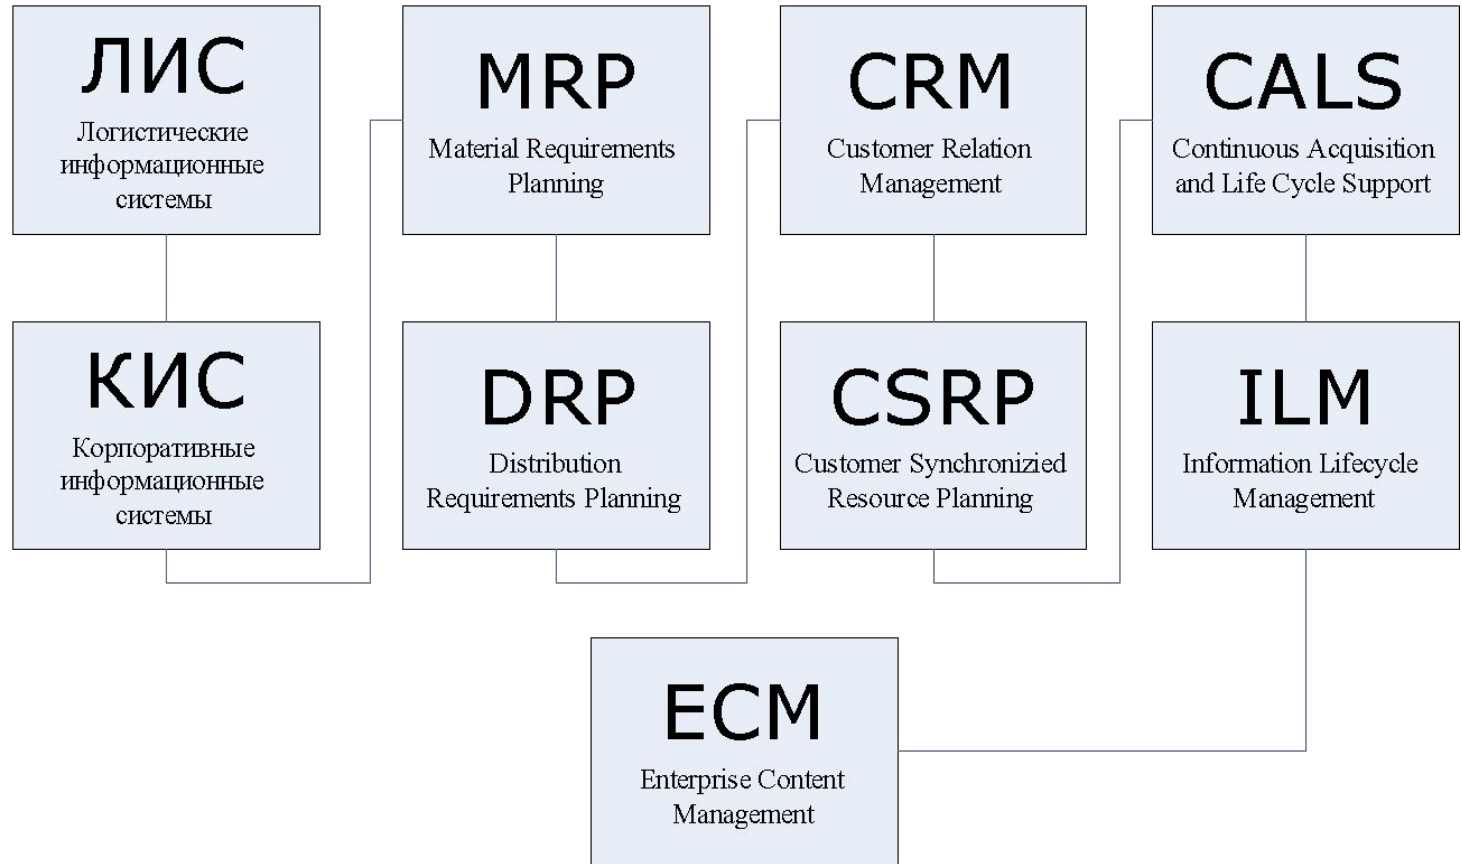 ЛИС
Логистические
информационные
системы
КИС
Корпоративные
информационные
системы
MRP
Material Requirements
Planning
DRP
Distribution
Requirements Planning
CRM
Customer Relation
Management
CSRP
Customer Synchronizied
Resource Planning
CALS
Continuous Acquisition
and Life Cycle Support
ILM
Information Lifecycle
Management
ECM
Enterprise Content
Management